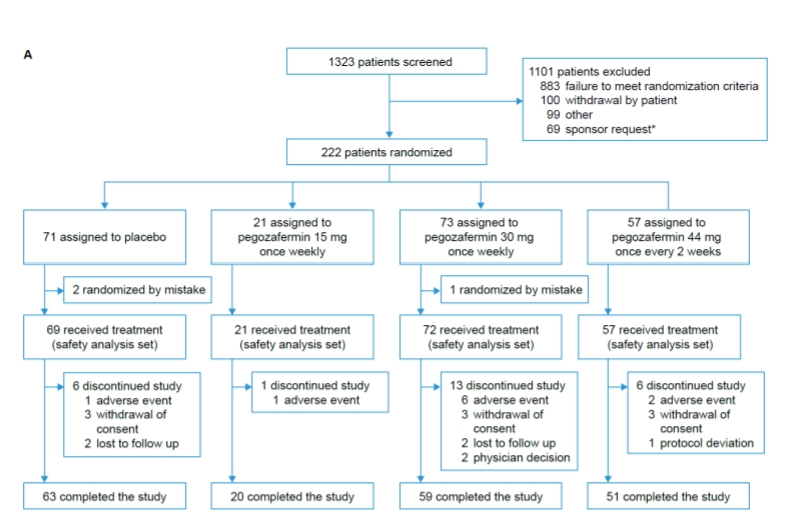 A
1323 patients screened
1101 patients excluded
883 failure to meet randomization criteria
100 withdrawal by patient
99 other
69 sponsor request*
222 patients randomized
71 assigned to placebo
21 assigned to
pegozafermin 15 mg
once weekly
73 assigned to
pegozafermin 30 mg
once weekly
57 assigned to
pegozafermin 44 mg
once every 2 weeks
2 randomized by mistake
1 randomized by mistake
69 received treatment
(safety analysis set)
21 received treatment
(safety analysis set)
72 received treatment
(safety analysis set)
57 received treatment
(safety analysis set)
6 discontinued study
1 adverse event
3 withdrawal of
consent
2 lost to follow up
1 discontinued study
1 adverse event
13 discontinued study
6 adverse event
3 withdrawal of
consent
2 lost to follow up
2 physician decision
6 discontinued study
2 adverse event
3 withdrawal of
consent
1 protocol deviation
63 completed the study
20 completed the study
59 completed the study
51 completed the study